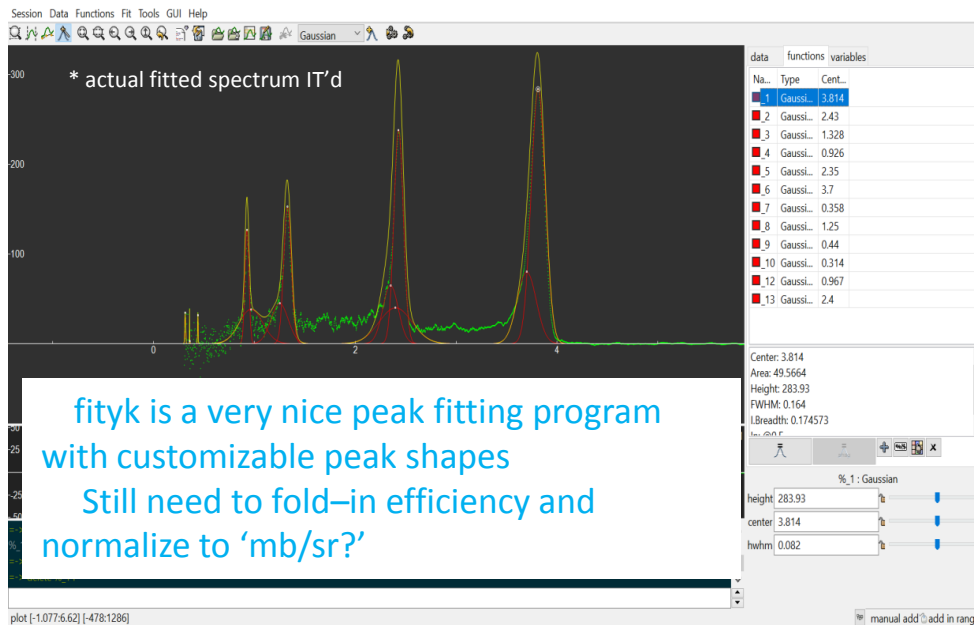 Session Data Functions Fit Tools GUI Help
Gaussian
data functions variables
* actual fitted spectrum IT'd
Na... Type Cent...
_1 Gaussi... 3.814
_2 Gaussi... 2.43
_3 Gaussi... 1.328
_4 Gaussi... 0.926
_5 Gaussi... 2.35
_6 Gaussi... 3.7
_7 Gaussi... 0.358
_8 Gaussi... 1.25
_9 Gaussi... 0.44
_10 Gaussi... 0.314
_12 Gaussi... 0.967
_13 Gaussi... 2.4
300
200
100
0 2 4
Center: 3.814
Area: 49.5664
Height: 283.93
FWHM: 0.164
I.Breadth: 0.174573
fityk is a very nice peak fitting program
with customizable peak shapes
Still need to fold–in efficiency and
normalize to ‘mb/sr?’
%_1 : Gaussian
height 283.93
center 3.814
hwhm 0.082
-25
-25
plot [-1.077:6.62] [-478:1286]
manual add add in rang